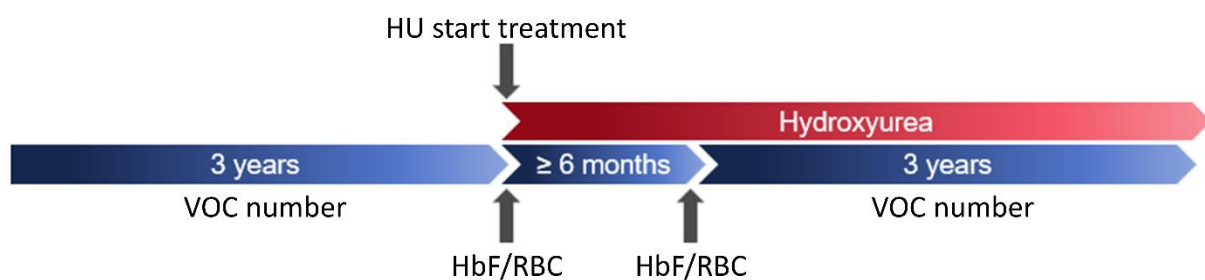 HU start treatment
Hydroxyurea
3 years
≥ 6 months
3 years
VOC number
VOC number
HbF/RBC
HbF/RBC